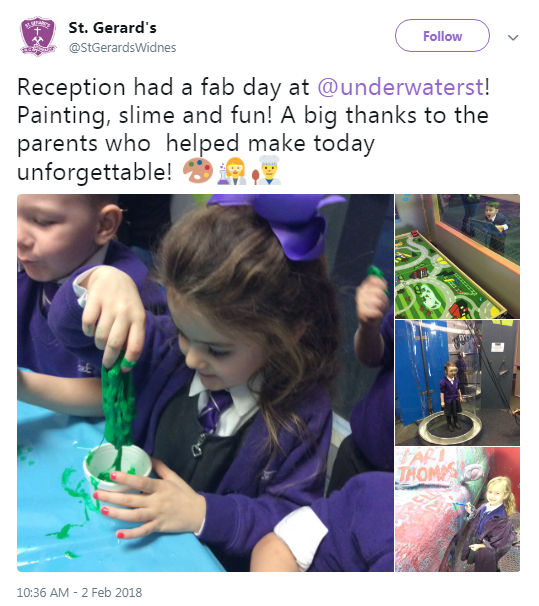 St. Gerard's
@StGerardsWidnes
Follow
Reception had a fab day at @underwaterst!
Painting, slime and fun! A big thanks to the
parents who helped make today
unforgettable! 🎨👩‍🔬👨‍🍳
THOMPS
10:36 AM - 2 Feb 2018